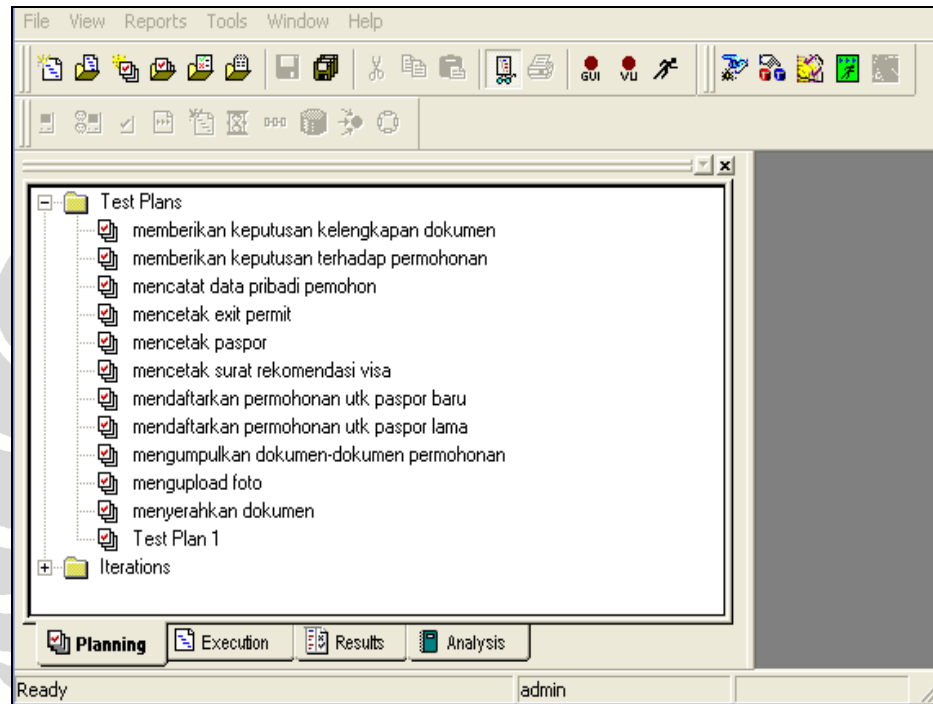 File View Reports Tools Window Help
GUI VU
Test Plans
memberikan keputusan kelengkapan dokumen
memberikan keputusan terhadap permohonan
mencatat data pribadi pemohon
mencetak exit permit
mencetak paspor
mencetak surat rekomendasi visa
mendaftarkan permohonan utk paspor baru
mendaftarkan permohonan utk paspor lama
mengumpulkan dokumen-dokumen permohonan
mengupload foto
menyerahkan dokumen
Test Plan 1
Iterations
Planning Execution Results Analysis
Ready admin